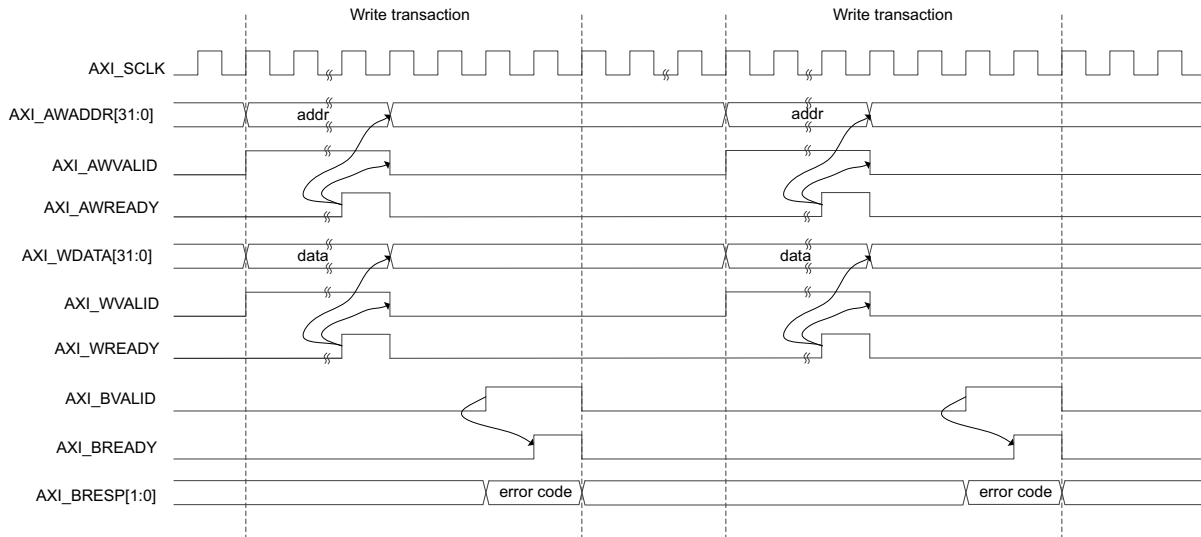 Write transaction Write transaction
AXI_SCLK
AXI_AWADDR[31:0] addr addr
AXI_AWVALID
AXI_AWREADY
AXI_WDATA[31:0] data data
AXI_WVALID
AXI_WREADY
AXI_BVALID
AXI_BREADY
AXI_BRESP[1:0] error code error code